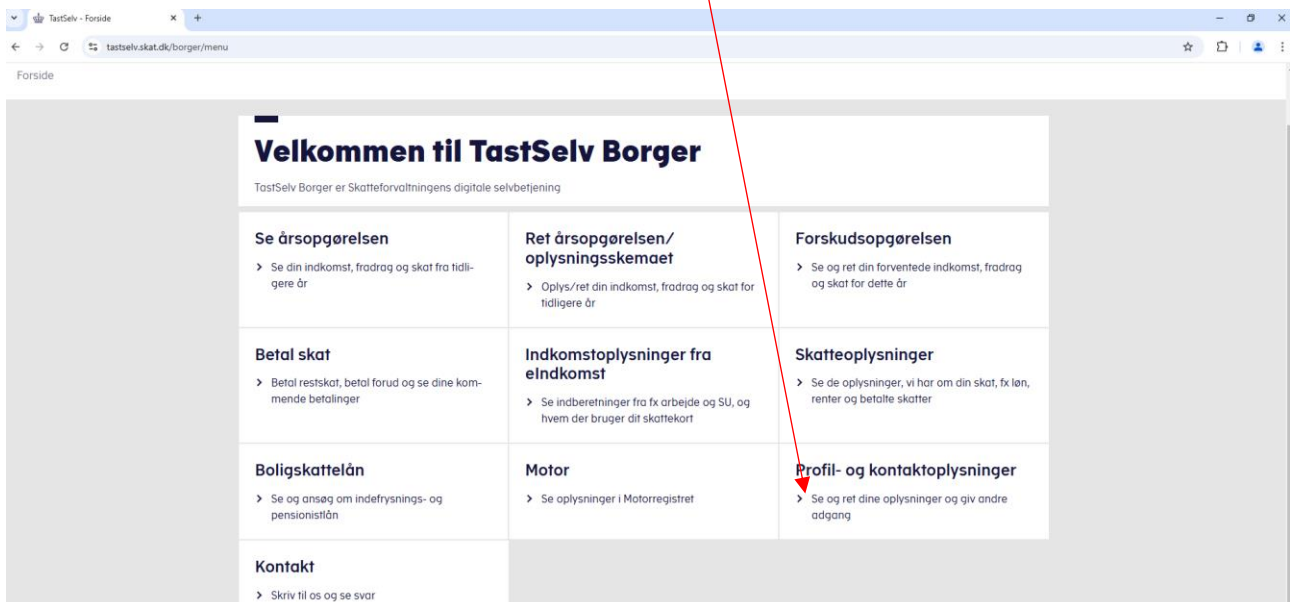 TastSelv - Forside
tastselv.skat.dk/borger/menu
Forside
Velkommen til TastSelv Borger
TastSelv Borger er Skatteforvaltningens digitale selvbetjening
Se årsopgørelsen
Se din indkomst, fradrag og skat fra tidli-
gere år
Ret årsopgørelsen/
oplysningsskemaet
Oplys/ret din indkomst, fradrag og skat for
tidligere år
Forskudsopgørelsen
Se og ret din forventede indkomst, fradrag
og skat for dette år
Betal skat
Betal restskat, betal forud og se dine kom-
mende betalinger
Indkomstoplysninger fra
eIndkomst
Se indberetninger fra fx arbejde og SU, og
hvem der bruger dit skattekort
Skatteoplysninger
Se de oplysninger, vi har om din skat, fx løn,
renter og betalte skatter
Boligskattelån
Se og ansøg om indefrysnings- og
pensionistlån
Motor
Se oplysninger i Motorregistret
Profil- og kontaktoplysninger
Se og ret dine oplysninger og giv andre
adgang
Kontakt
Skriv til os og se svar